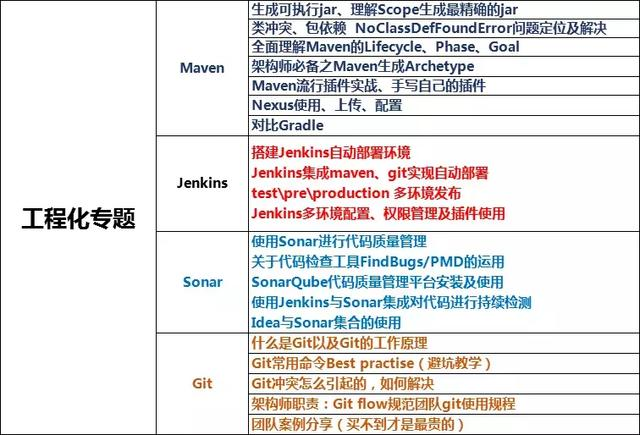 工程化专题
Maven
生成可执行jar、理解Scope生成最精确的jar
类冲突、包依赖 NoClassDefFoundError问题定位及解决
全面理解Maven的Lifecycle、Phase、Goal
架构师必备之Maven生成Archetype
Maven流行插件实战、手写自己的插件
Nexus使用、上传、配置
对比Gradle
Jenkins
搭建Jenkins自动部署环境
Jenkins集成maven、git实现自动部署
test\pre\production 多环境发布
Jenkins多环境配置、权限管理及插件使用
Sonar
使用Sonar进行代码质量管理
关于代码检查工具FindBugs/PMD的运用
SonarQube代码质量管理平台安装及使用
使用Jenkins与Sonar集成对代码进行持续检测
Idea与Sonar集合的使用
Git
什么是Git以及Git的工作原理
Git常用命令Best practise（避坑教学）
Git冲突怎么引起的，如何解决
架构师职责：Git flow规范团队git使用规程
团队案例分享（买不到才是最贵的）